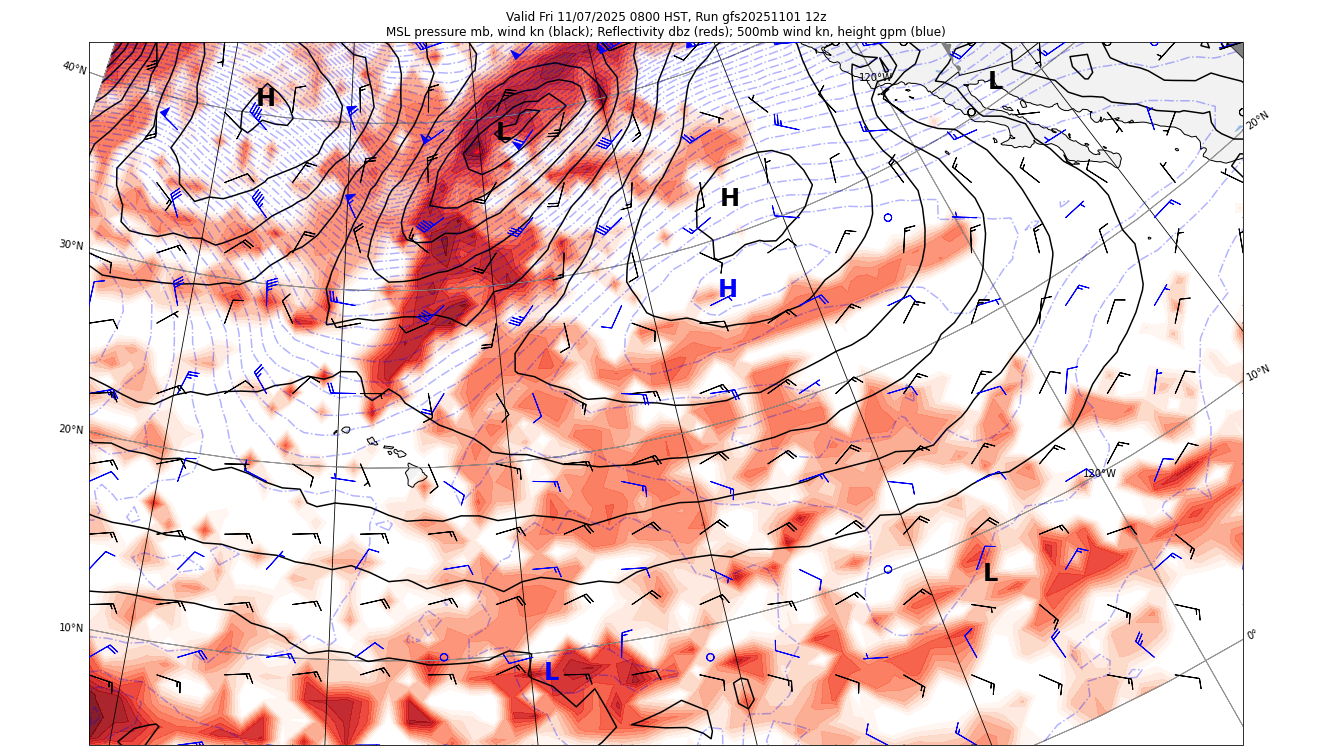 Valid Fri 11/07/2025 0800 HST, Run gfs20251101 12z
MSL pressure mb, wind kn (black); Reflectivity dbz (reds); 500mb wind kn, height gpm (blue)
40°N
120°W
L
H
20°N
L
H
30°N
H
10°N
20°N
120°W
L
10°N
0°
L